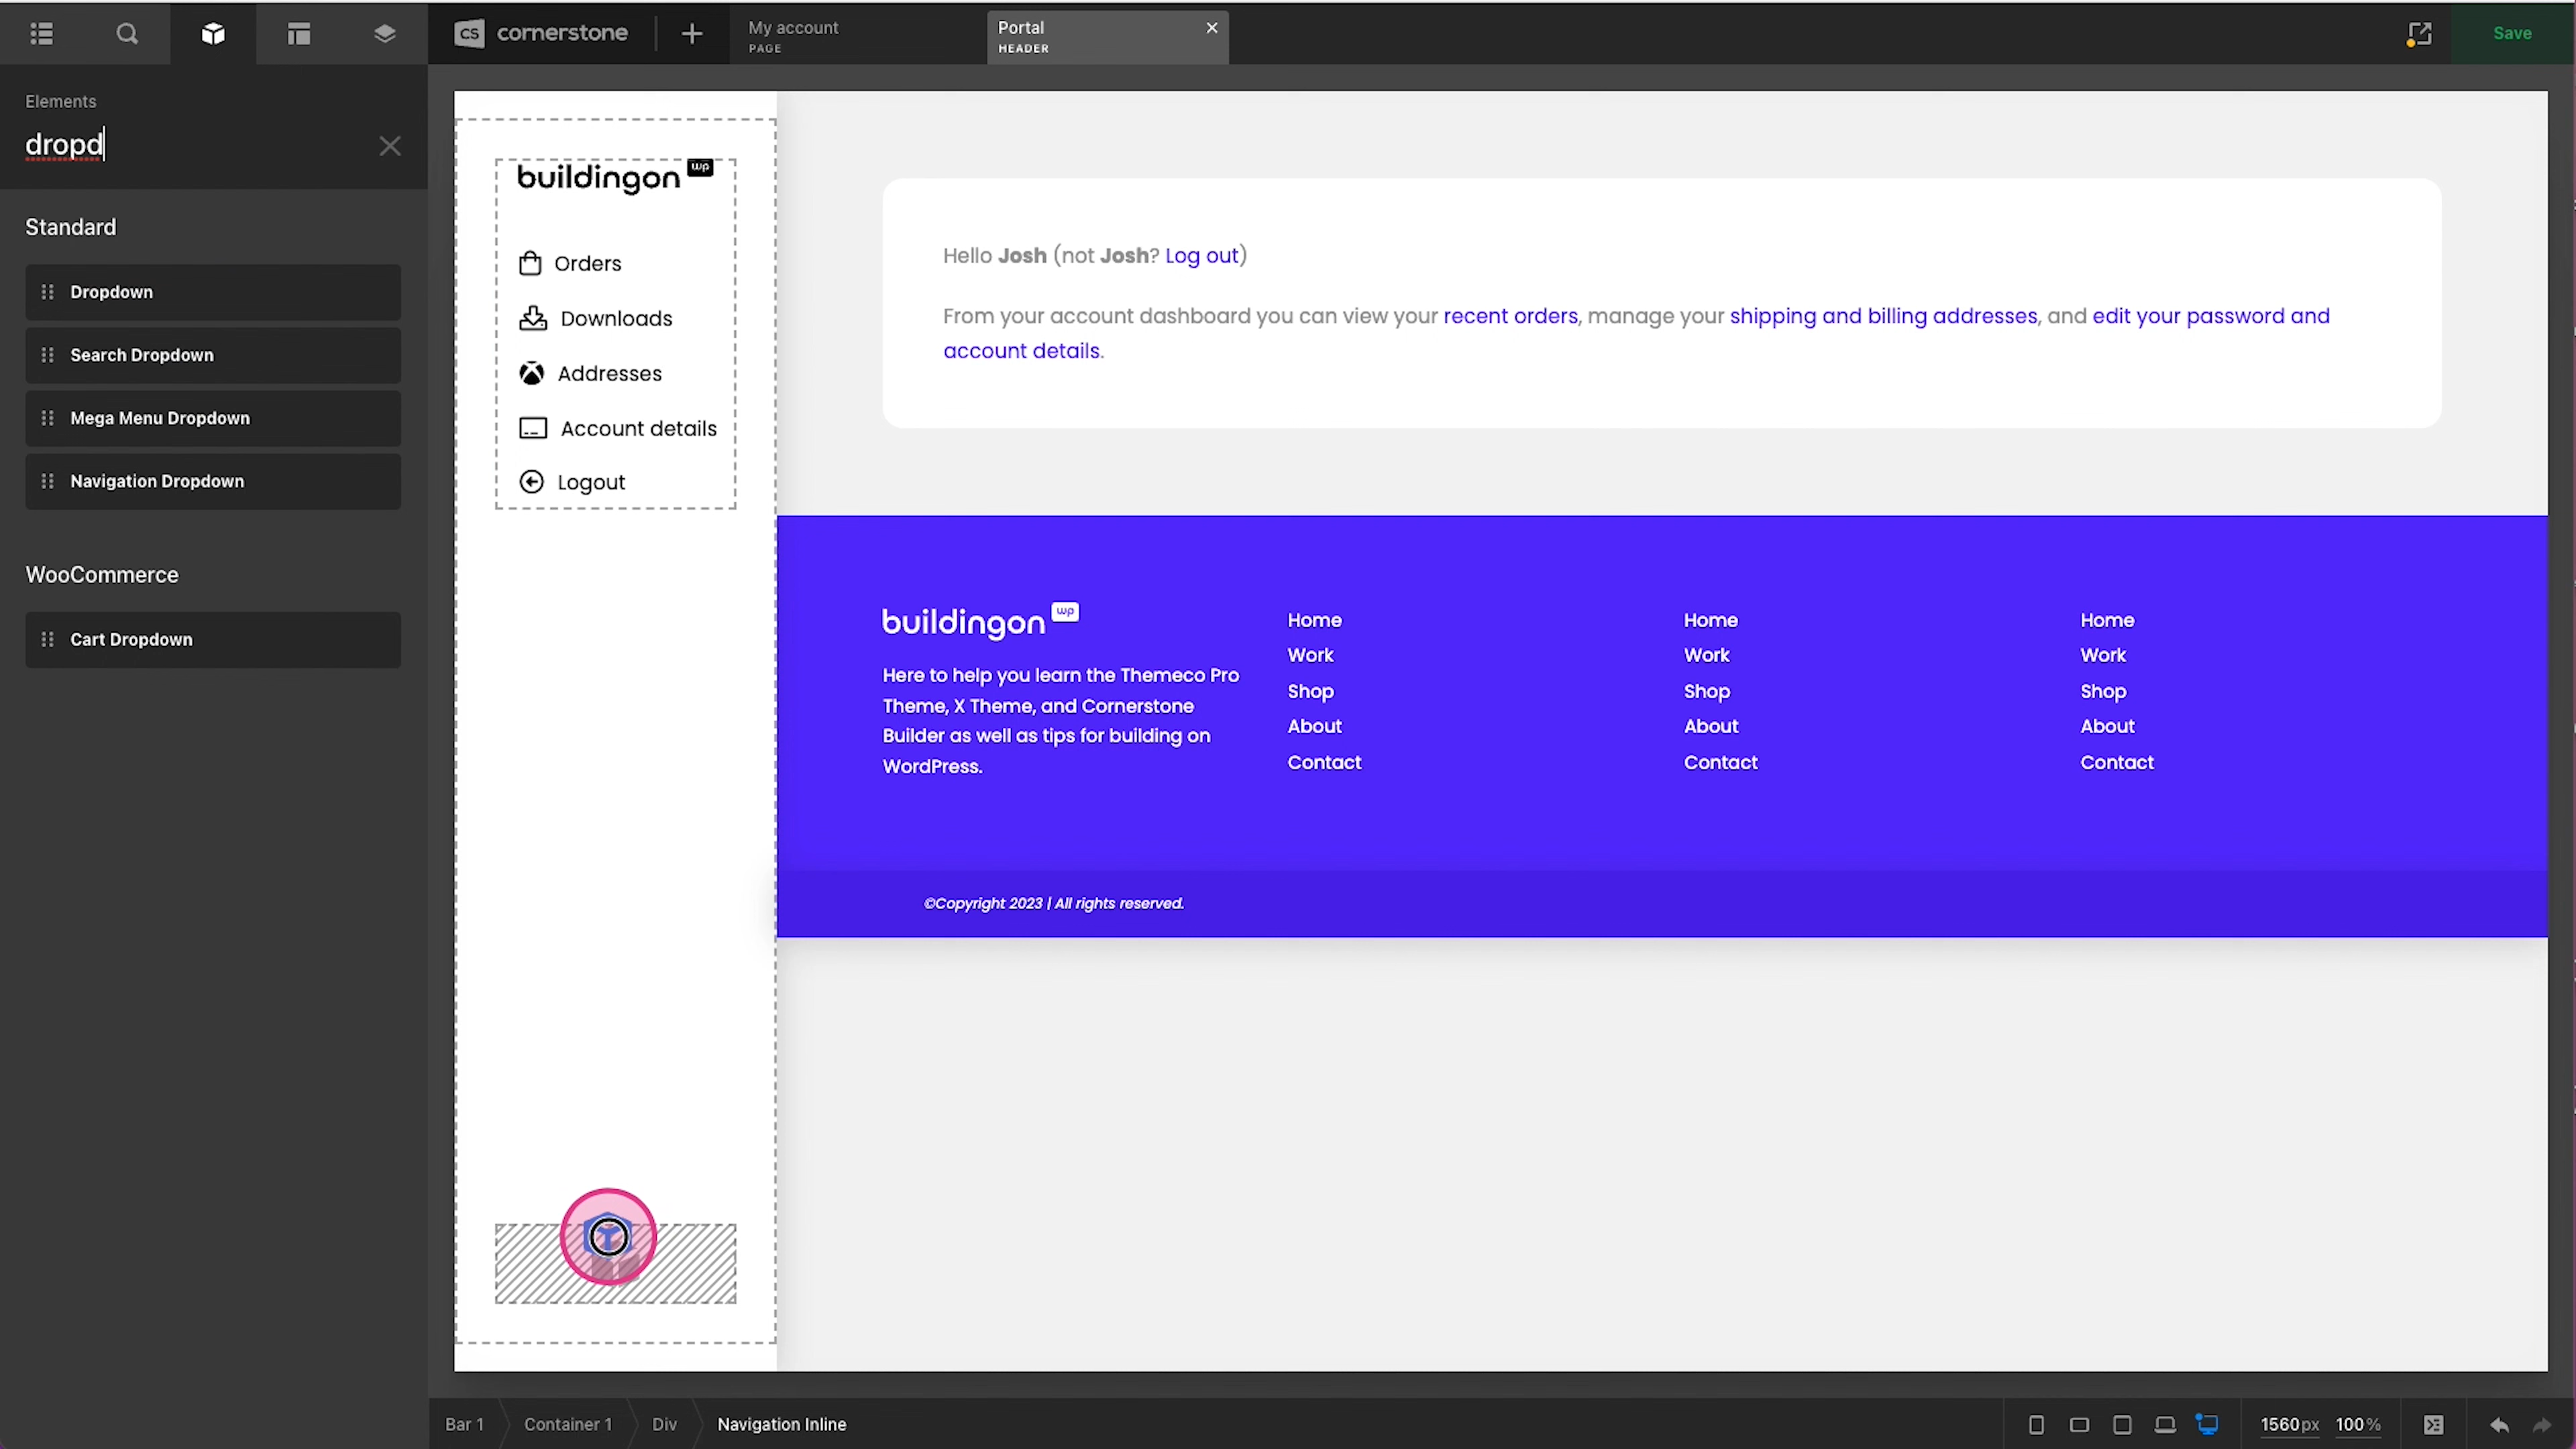 cs cornerstone
My account
PAGE
Portal
HEADER
Save
Elements
dropd
Standard
Dropdown
Search Dropdown
Mega Menu Dropdown
Navigation Dropdown
WooCommerce
Cart Dropdown
buildingon wp
Orders
Downloads
Addresses
Account details
Logout
Hello Josh (not Josh? Log out)
From your account dashboard you can view your recent orders, manage your shipping and billing addresses, and edit your password and
account details.
buildingon wp
Here to help you learn the Themeco Pro
Theme, X Theme, and Cornerstone
Builder as well as tips for building on
WordPress.
Home
Work
Shop
About
Contact
Home
Work
Shop
About
Contact
Home
Work
Shop
About
Contact
©Copyright 2023 | All rights reserved.
Bar 1
Container 1
Div
Navigation Inline
1560px
100%